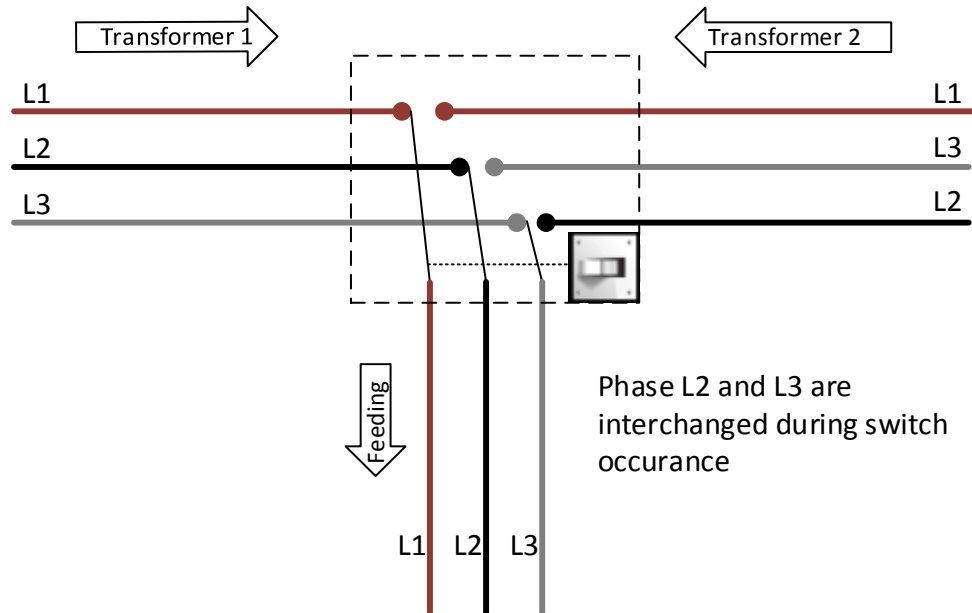 Transformer 1
Transformer 2
L1
L1
L2
L3
L3
L2
Feeding
Phase L2 and L3 are
interchanged during switch
occurance
L1
L2
L3